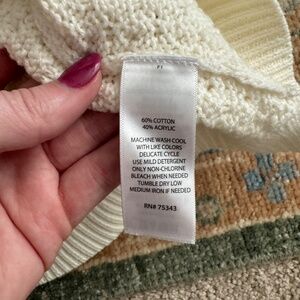 60% COTTON
40% ACRYLIC
MACHINE WASH COOL
WITH LIKE COLORS
DELICATE CYCLE
USE MILD DETERGENT
ONLY NON-CHLORINE
BLEACH WHEN NEEDED
TUMBLE DRY LOW
MEDIUM IRON IF NEEDED
RN# 75343